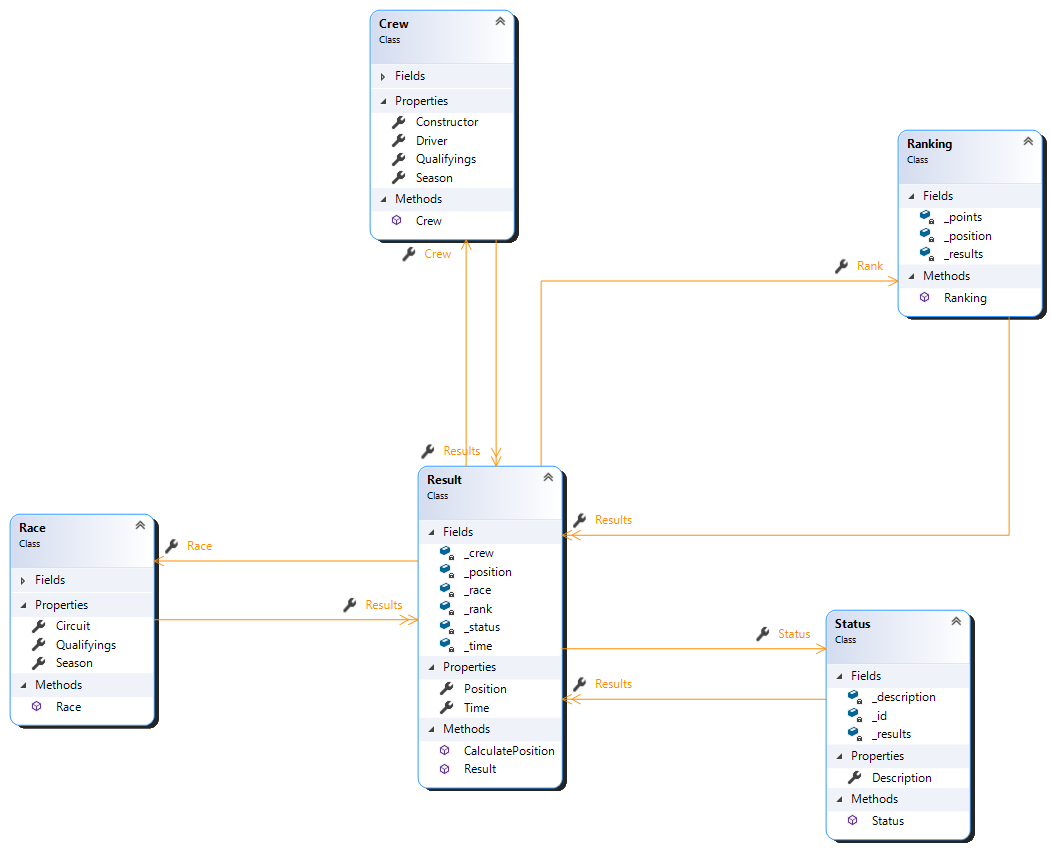 Crew
Class
Fields
Properties
Constructor
Driver
Qualifyings
Season
Methods
Crew
Crew
Ranking
Class
Fields
_points
_position
_results
Methods
Ranking
Rank
Results
Result
Class
Fields
_crew
_position
_race
_rank
_status
_time
Properties
Position
Time
Methods
CalculatePosition
Result
Results
Race
Class
Fields
Properties
Circuit
Qualifyings
Season
Methods
Race
Race
Results
Status
Results
Status
Class
Fields
_description
_id
_results
Properties
Description
Methods
Status